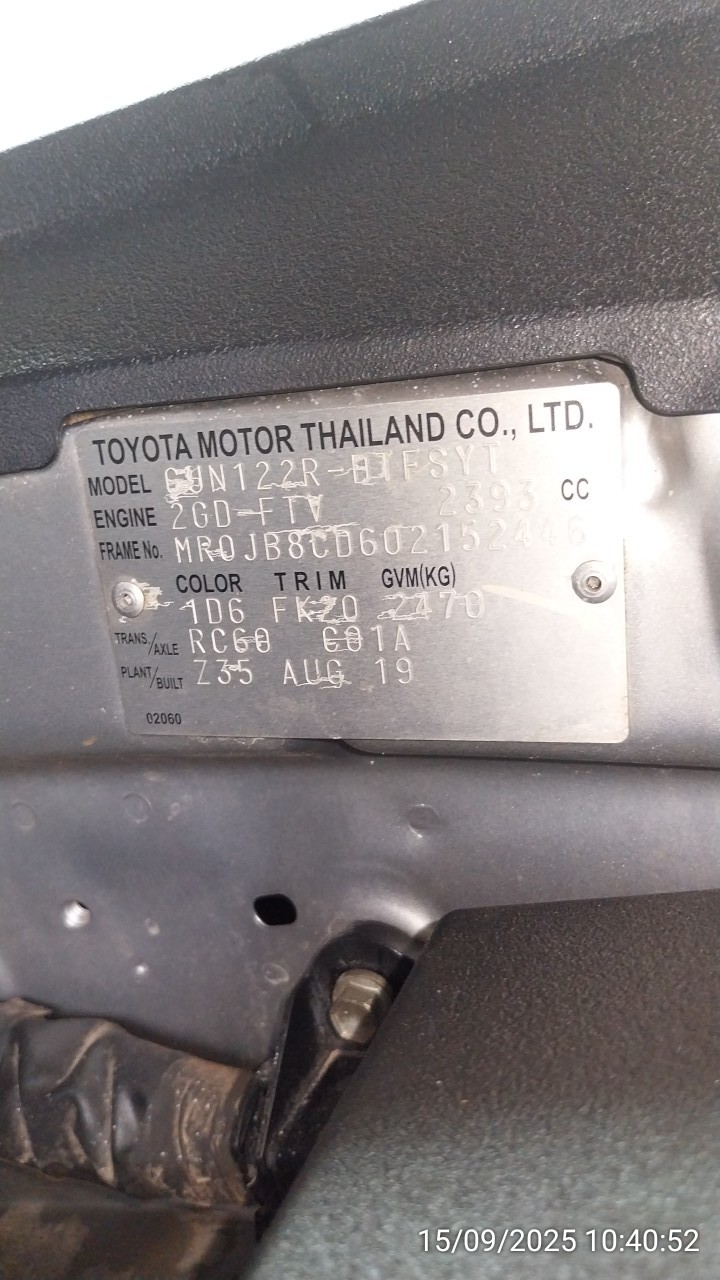 TOYOTA MOTOR THAILAND CO., LTD.
MODEL GUN122R-BTFSYT
ENGINE 2GD-FTV 2393 CC
FRAME No. MR0JB8CD602152446
COLOR TRIM GVM(KG)
1D6 FK20 2470
TRANS./AXLE RC60 G01A
PLANT/BUILT Z35 AUG 19
02060
15/09/2025 10:40:52